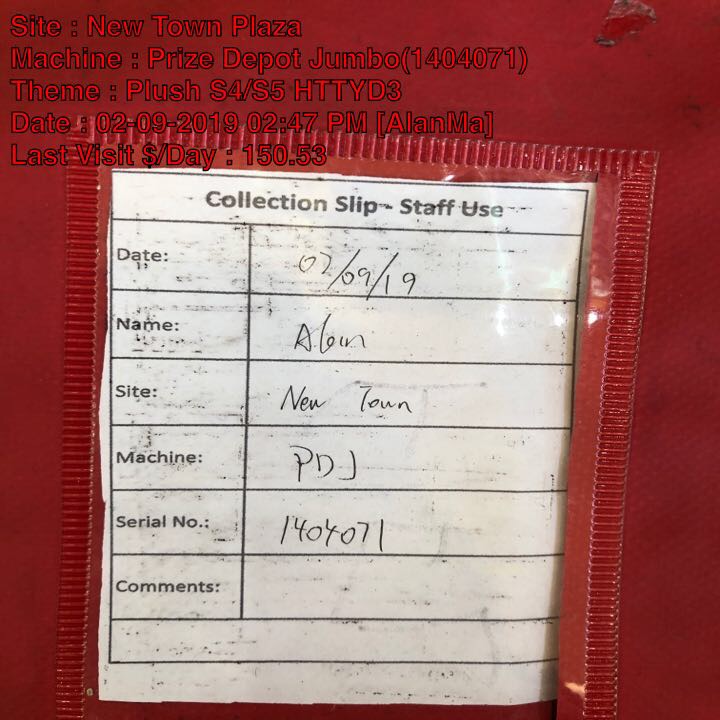 Site : New Town Plaza
Machine : Prize Depot Jumbo(1404071)
Theme : Plush S4/S5 HTTYD3
Date : 02-09-2019 02:47 PM [AlanMa]
Last Visit $/Day : 150.53
Collection Slip - Staff Use
Date: 02/09/19
Name: Alan
Site: New Town
Machine: PDJ
Serial No.: 1404071
Comments: